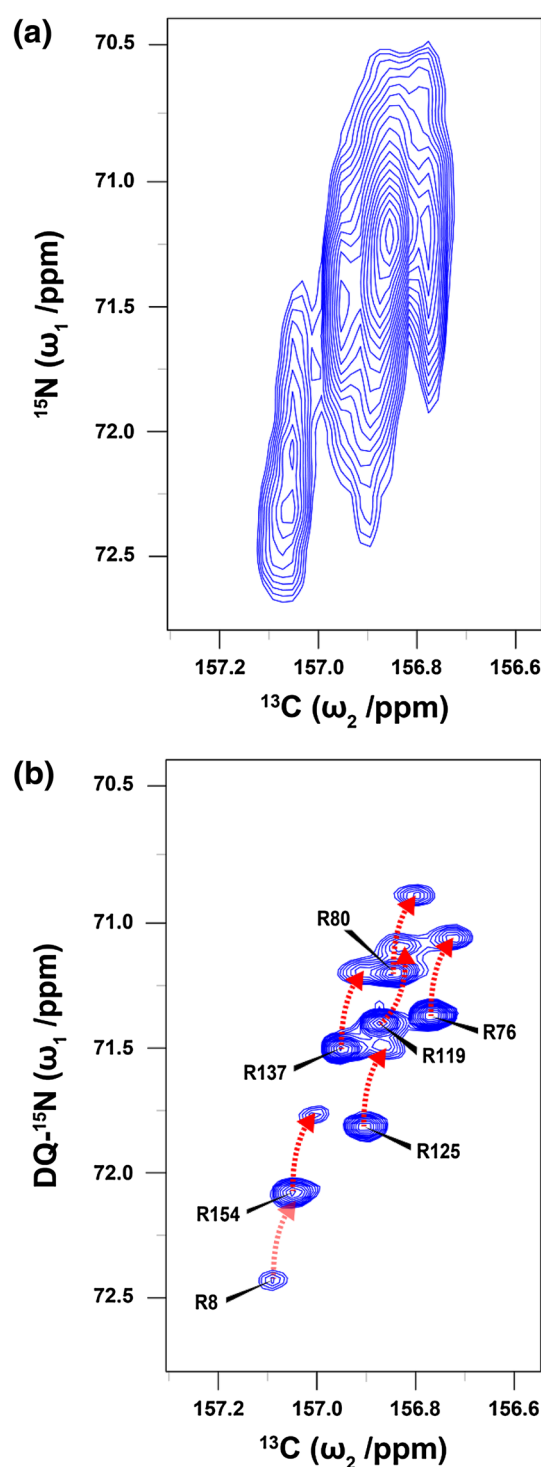 (a)
70.5
71.0
71.5
72.0
72.5
¹⁵N (ω₁ /ppm)
157.2 157.0 156.8 156.6
¹³C (ω₂ /ppm)
(b)
70.5
71.0
71.5
72.0
72.5
DQ-¹⁵N (ω₁ /ppm)
R80
R76
R119
R137
R125
R154
R8
157.2 157.0 156.8 156.6
¹³C (ω₂ /ppm)